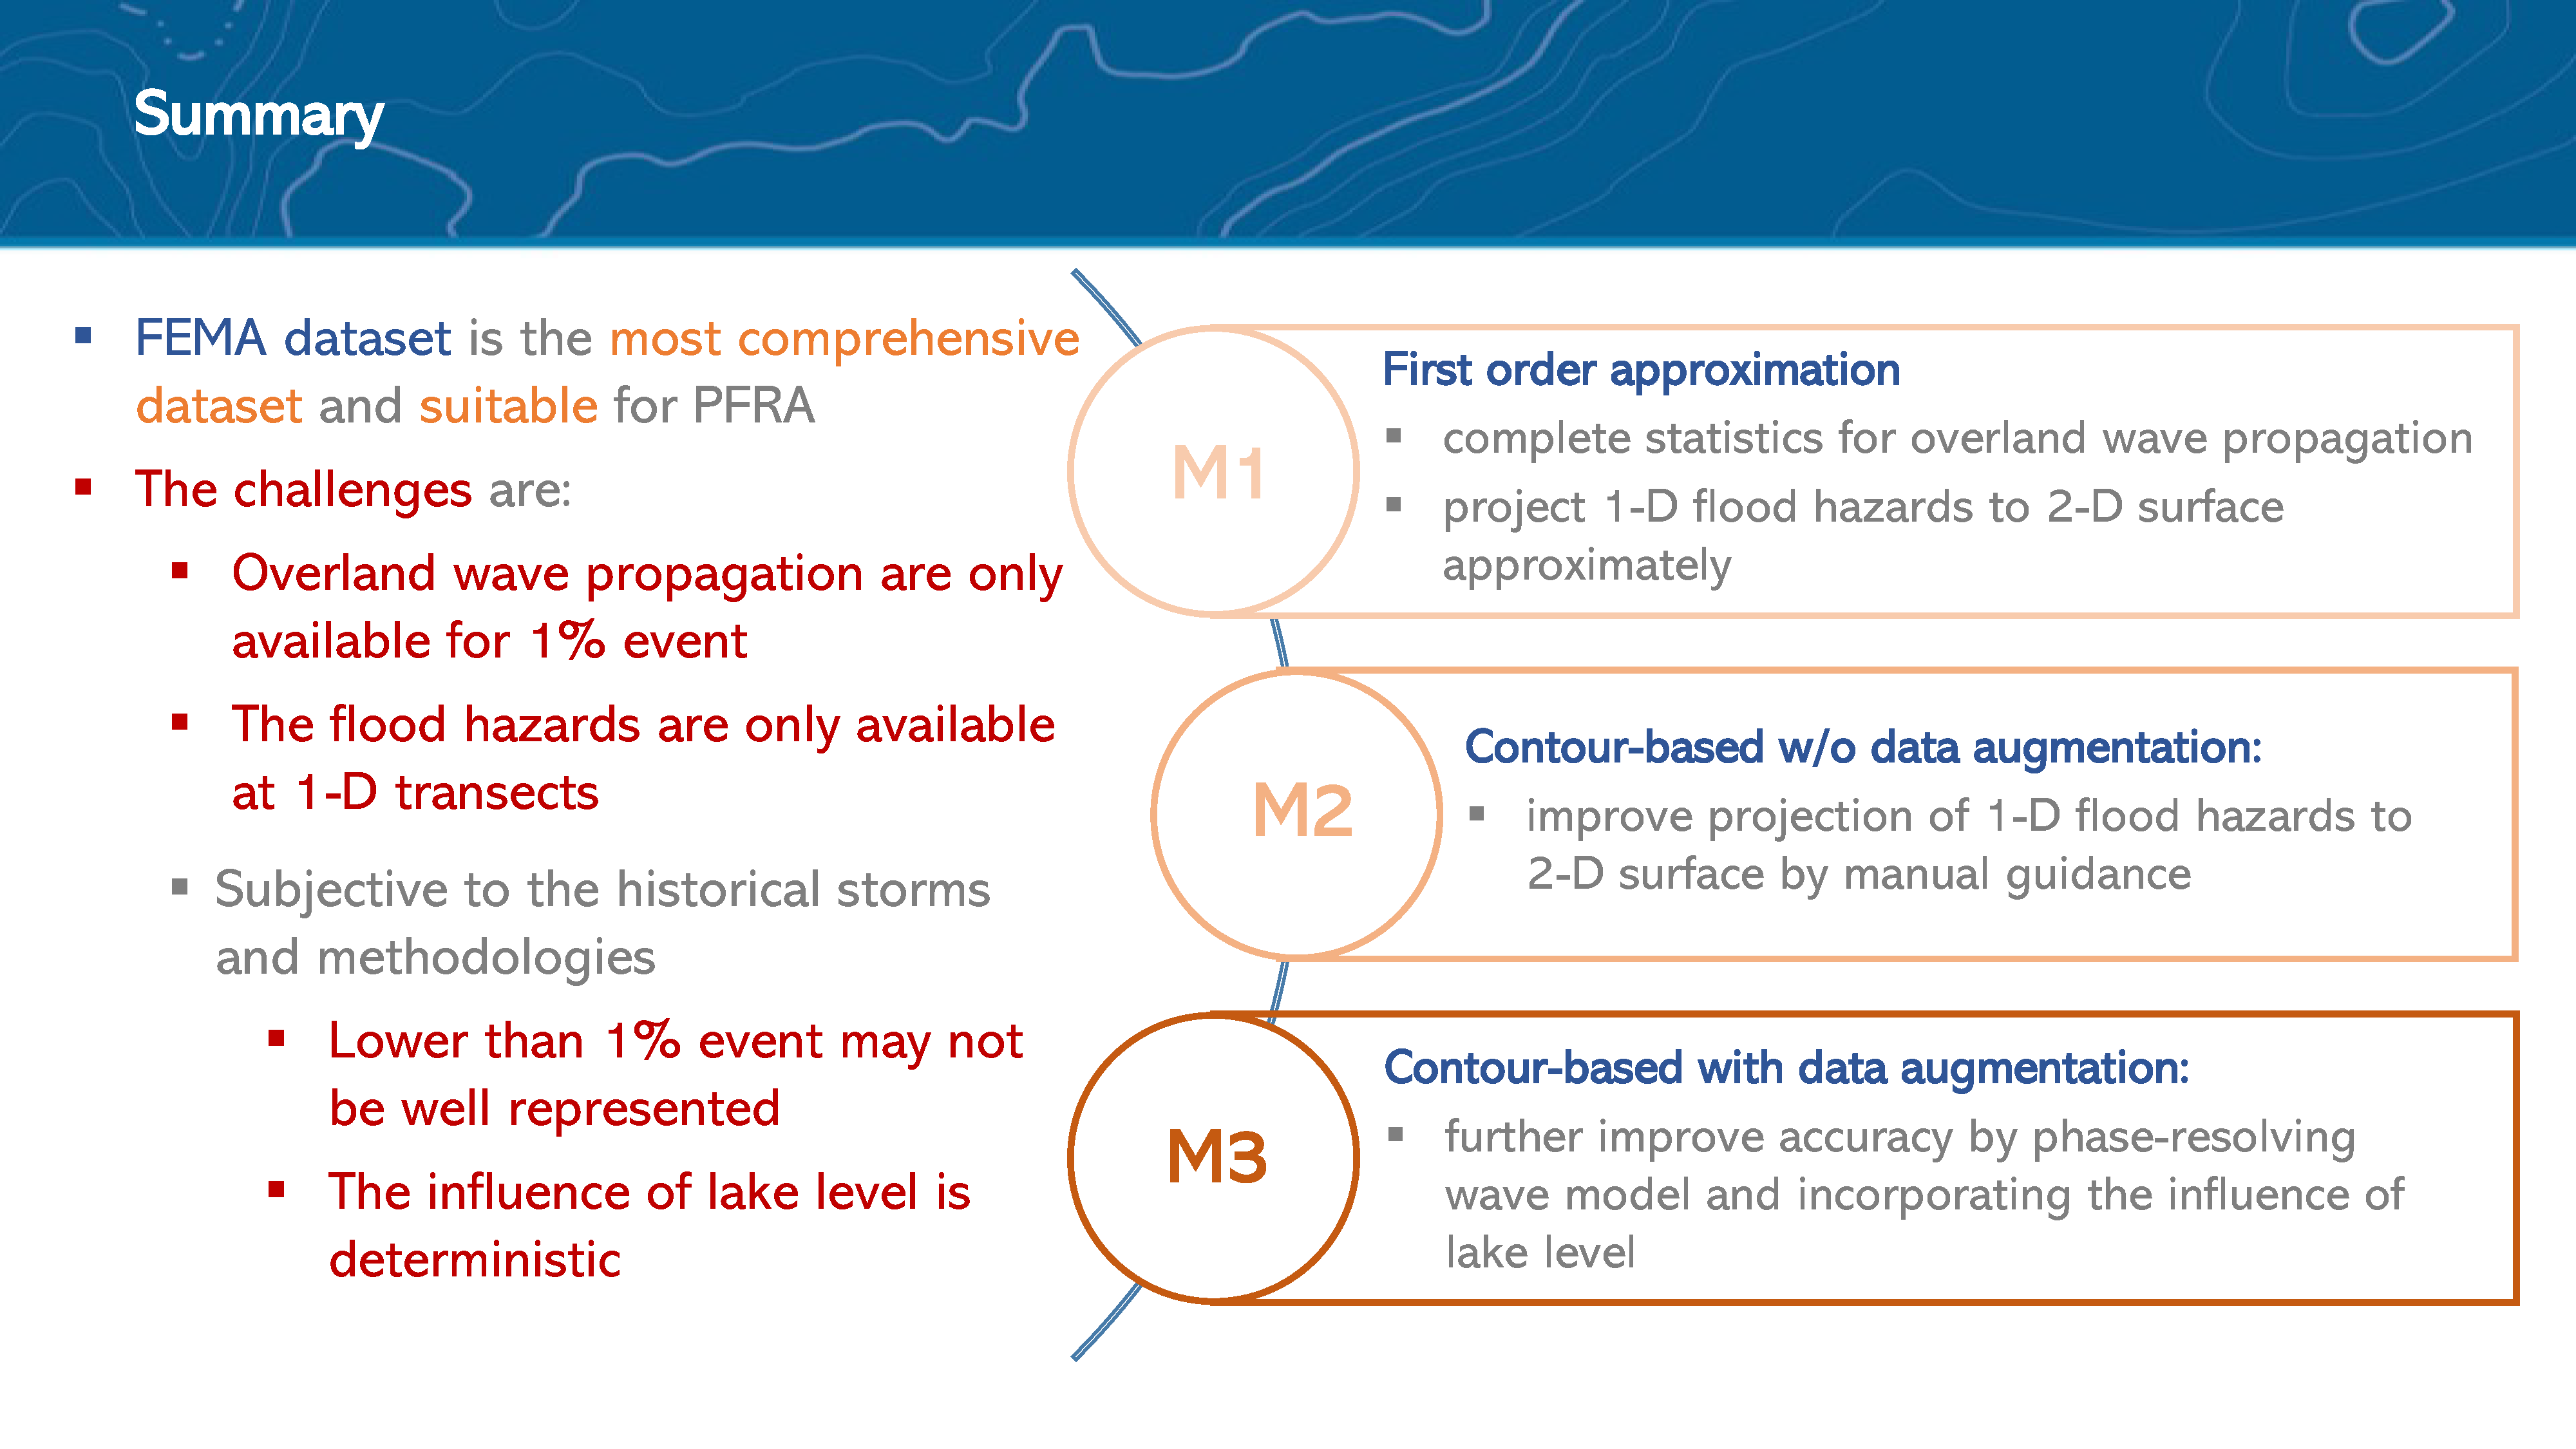 Summary
▪ FEMA dataset is the most comprehensive
dataset and suitable for PFRA
▪ The challenges are:
▪ Overland wave propagation are only
available for 1% event
▪ The flood hazards are only available
at 1-D transects
▪ Subjective to the historical storms
and methodologies
▪ Lower than 1% event may not
be well represented
▪ The influence of lake level is
deterministic
M1
First order approximation
▪ complete statistics for overland wave propagation
▪ project 1-D flood hazards to 2-D surface
approximately
M2
Contour-based w/o data augmentation:
▪ improve projection of 1-D flood hazards to
2-D surface by manual guidance
M3
Contour-based with data augmentation:
▪ further improve accuracy by phase-resolving
wave model and incorporating the influence of
lake level